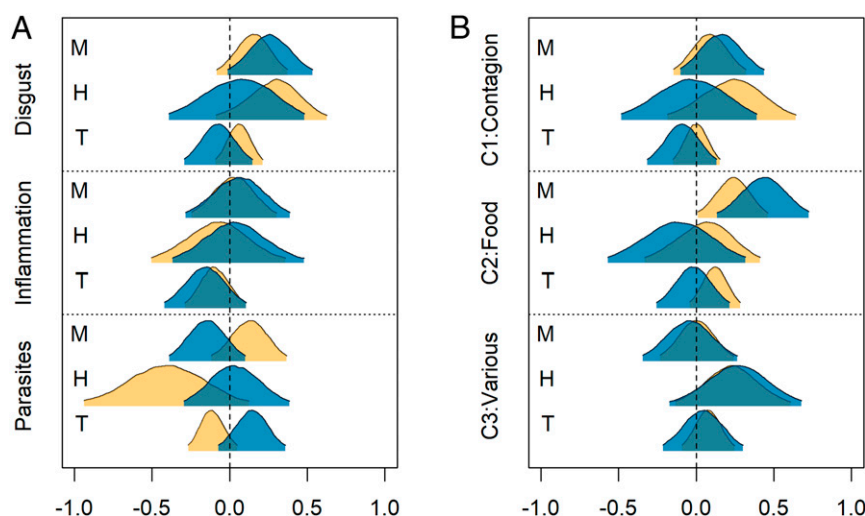 A
Disgust
M
H
T
Inflammation
M
H
T
Parasites
M
H
T
-1.0 -0.5 0.0 0.5 1.0
B
C1:Contagion
M
H
T
C2:Food
M
H
T
C3:Various
M
H
T
-1.0 -0.5 0.0 0.5 1.0